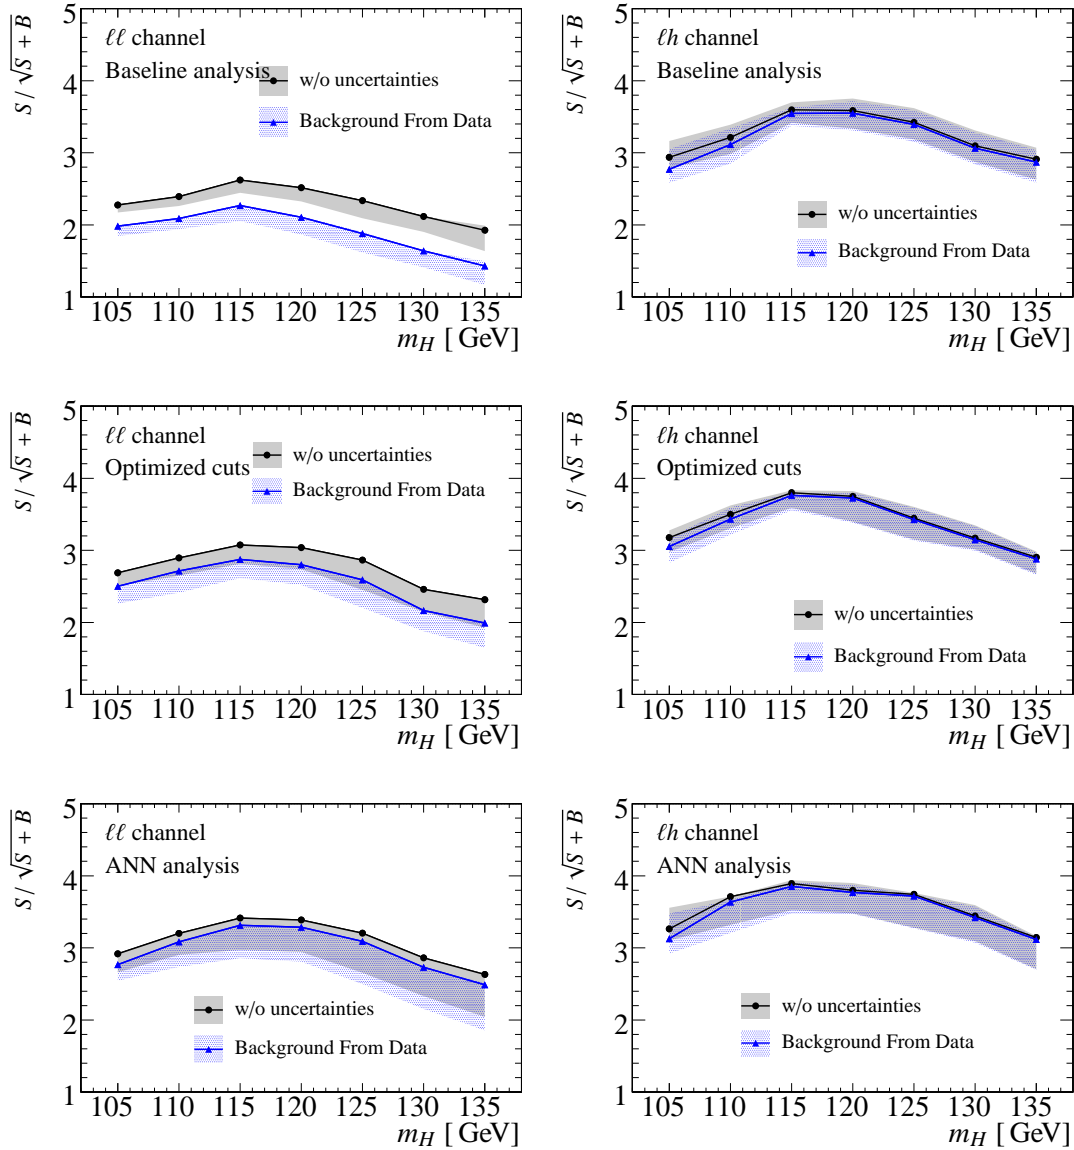 S / √S + B
5
4
3
2
1
ℓℓ channel
Baseline analysis
w/o uncertainties
Background From Data
105 110 115 120 125 130 135
m_H [ GeV]
S / √S + B
5
4
3
2
1
ℓh channel
Baseline analysis
w/o uncertainties
Background From Data
105 110 115 120 125 130 135
m_H [ GeV]
S / √S + B
5
4
3
2
1
ℓℓ channel
Optimized cuts
w/o uncertainties
Background From Data
105 110 115 120 125 130 135
m_H [ GeV]
S / √S + B
5
4
3
2
1
ℓh channel
Optimized cuts
w/o uncertainties
Background From Data
105 110 115 120 125 130 135
m_H [ GeV]
S / √S + B
5
4
3
2
1
ℓℓ channel
ANN analysis
w/o uncertainties
Background From Data
105 110 115 120 125 130 135
m_H [ GeV]
S / √S + B
5
4
3
2
1
ℓh channel
ANN analysis
w/o uncertainties
Background From Data
105 110 115 120 125 130 135
m_H [ GeV]